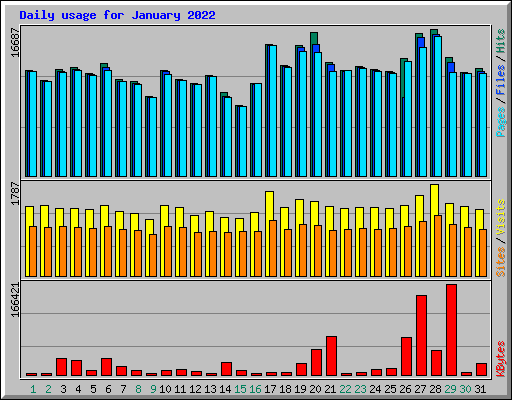 Daily usage for January 2022
16687
Pages / Files / Hits
1787
Sites / Visits
166421
KBytes
1 2 3 4 5 6 7 8 9 10 11 12 13 14 15 16 17 18 19 20 21 22 23 24 25 26 27 28 29 30 31